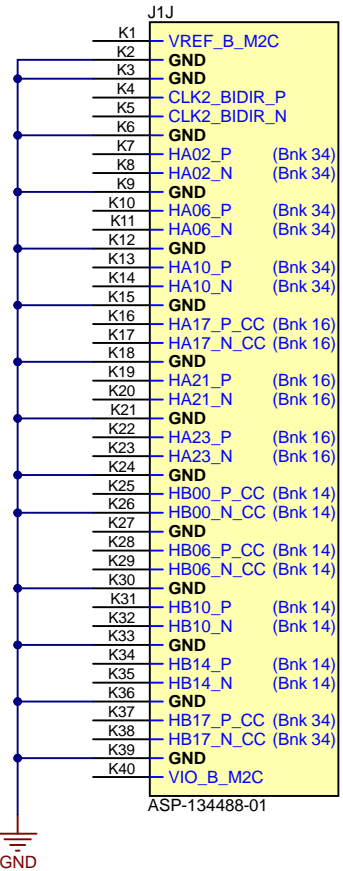 J1J
K1 VREF_B_M2C
K2 GND
K3 GND
K4 CLK2_BIDIR_P
K5 CLK2_BIDIR_N
K6 GND
K7 HA02_P (Bnk 34)
K8 HA02_N (Bnk 34)
K9 GND
K10 HA06_P (Bnk 34)
K11 HA06_N (Bnk 34)
K12 GND
K13 HA10_P (Bnk 34)
K14 HA10_N (Bnk 34)
K15 GND
K16 HA17_P_CC (Bnk 16)
K17 HA17_N_CC (Bnk 16)
K18 GND
K19 HA21_P (Bnk 16)
K20 HA21_N (Bnk 16)
K21 GND
K22 HA23_P (Bnk 16)
K23 HA23_N (Bnk 16)
K24 GND
K25 HB00_P_CC (Bnk 14)
K26 HB00_N_CC (Bnk 14)
K27 GND
K28 HB06_P_CC (Bnk 14)
K29 HB06_N_CC (Bnk 14)
K30 GND
K31 HB10_P (Bnk 14)
K32 HB10_N (Bnk 14)
K33 GND
K34 HB14_P (Bnk 14)
K35 HB14_N (Bnk 14)
K36 GND
K37 HB17_P_CC (Bnk 34)
K38 HB17_N_CC (Bnk 34)
K39 GND
K40 VIO_B_M2C
ASP-134488-01
GND